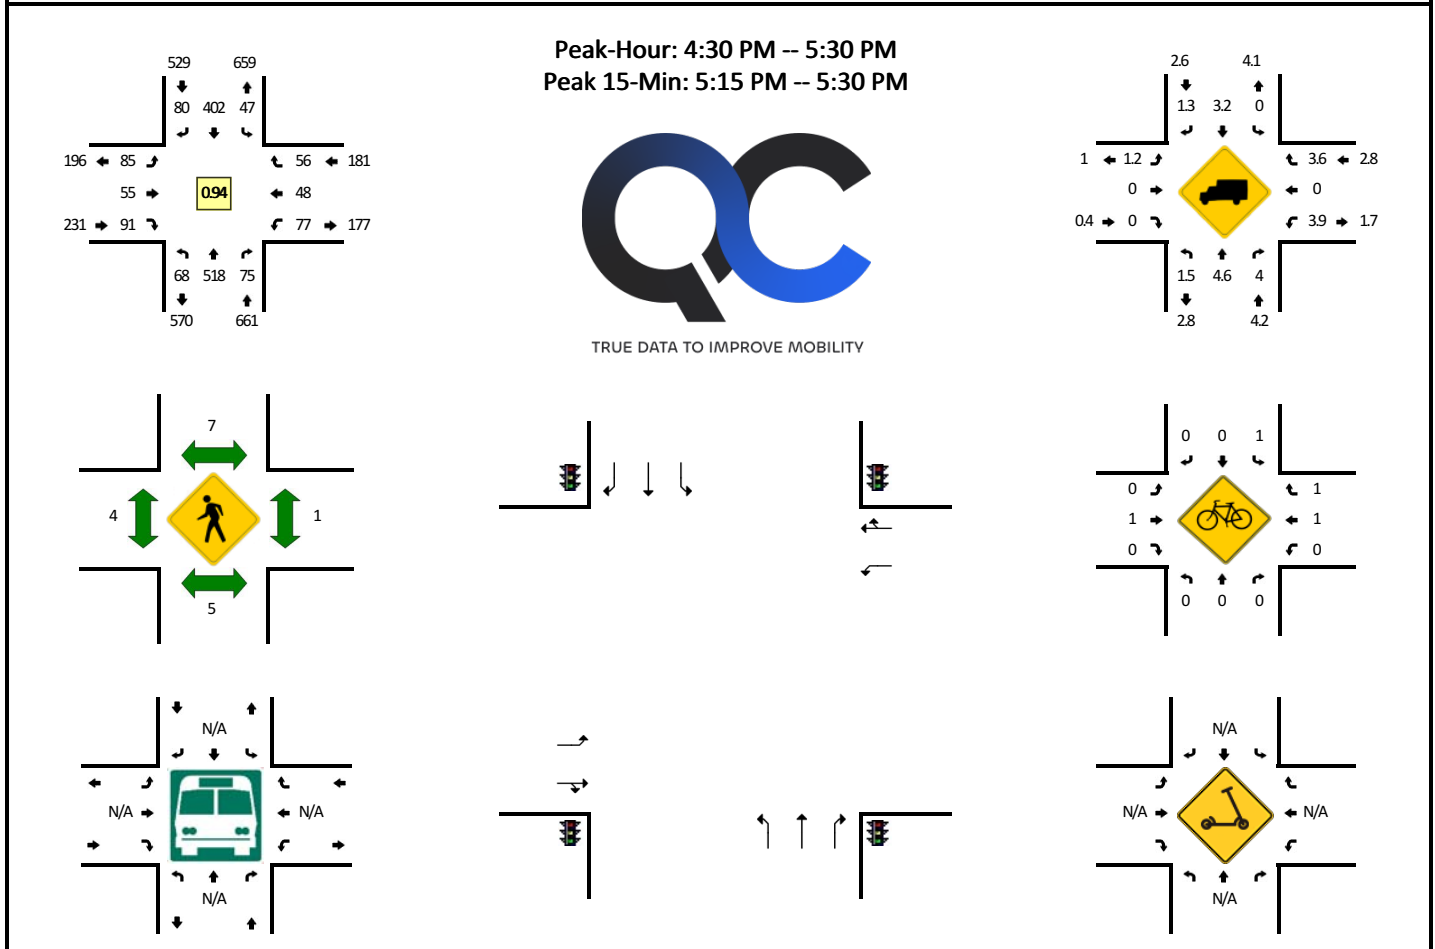 Peak-Hour: 4:30 PM -- 5:30 PM
Peak 15-Min: 5:15 PM -- 5:30 PM
529 659
80 402 47
196 85 56 181
55 0.94 48
231 91 77 177
68 518 75
570 661
QC
TRUE DATA TO IMPROVE MOBILITY
2.6 4.1
1.3 3.2 0
1 1.2 3.6 2.8
0 0
0.4 0 3.9 1.7
1.5 4.6 4
2.8 4.2
7
4 1
5
0 0 1
0 1
1 1
0 0
0 0 0
N/A
N/A N/A
N/A
N/A
N/A N/A
N/A